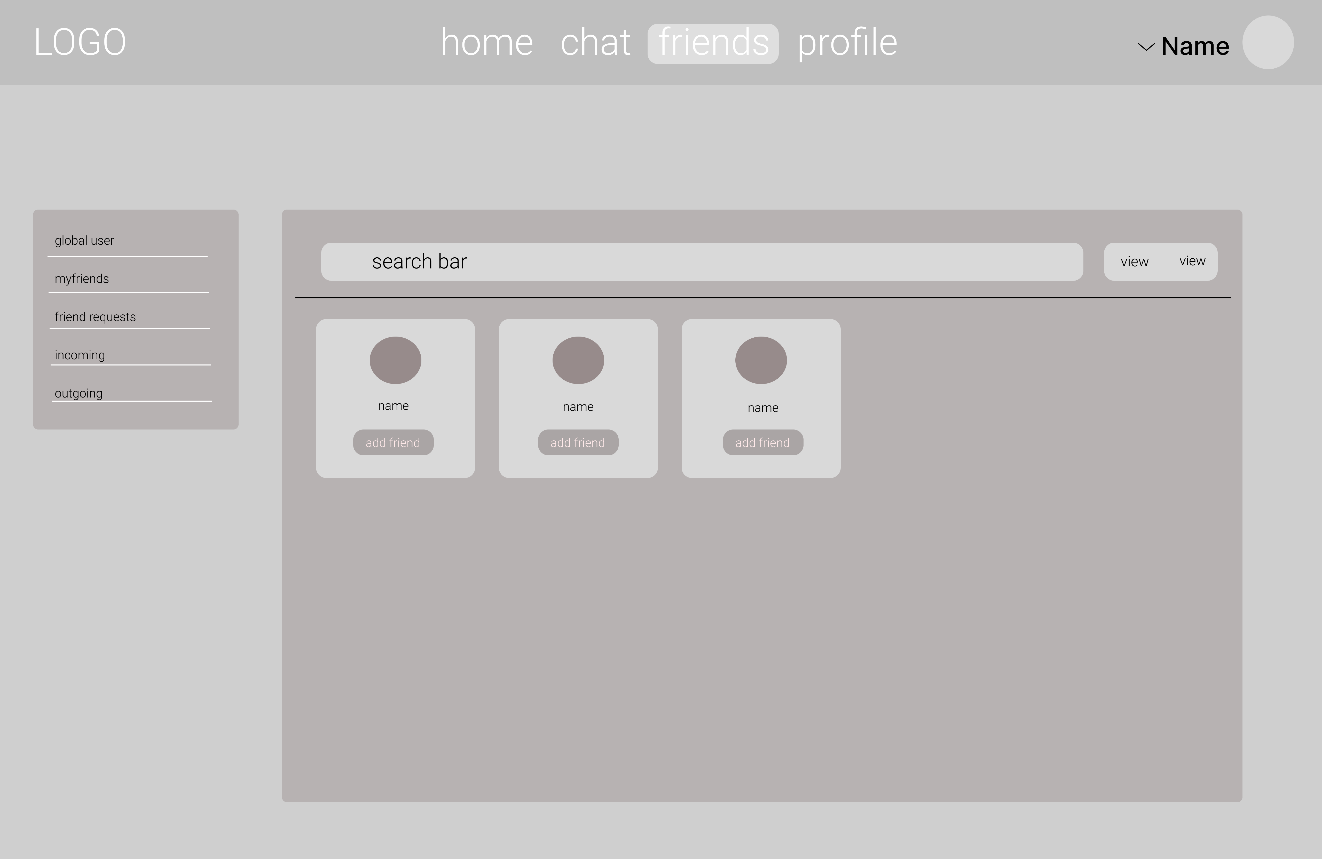 LOGO
home chat friends profile
Name
global user
myfriends
friend requests
incoming
outgoing
search bar
view view
name name name
add friend add friend add friend